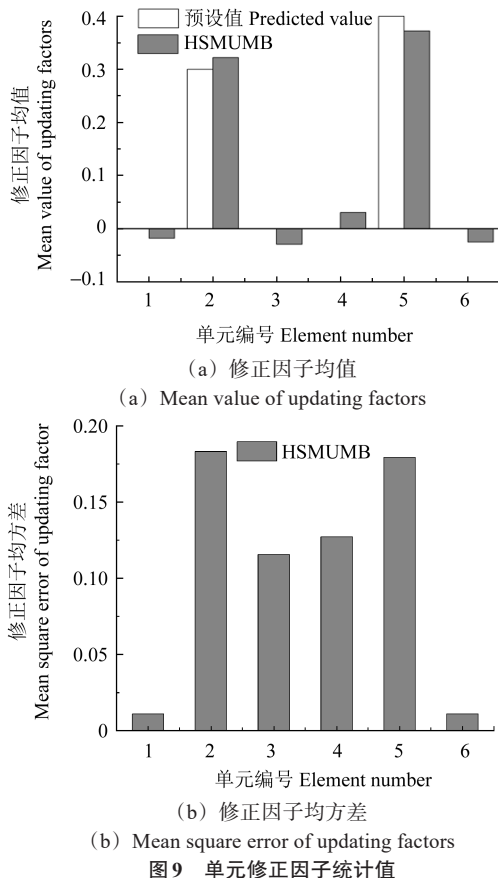 预设值 Predicted value
HSMUMB
修正因子均值
Mean value of updating factors
0.4
0.3
0.2
0.1
0
–0.1
1 2 3 4 5 6
单元编号 Element number
(a) 修正因子均值
(a) Mean value of updating factors
HSMUMB
修正因子均方差
Mean square error of updating factor
0.20
0.15
0.10
0.05
0
1 2 3 4 5 6
单元编号 Element number
(b) 修正因子均方差
(b) Mean square error of updating factors
图9 单元修正因子统计值